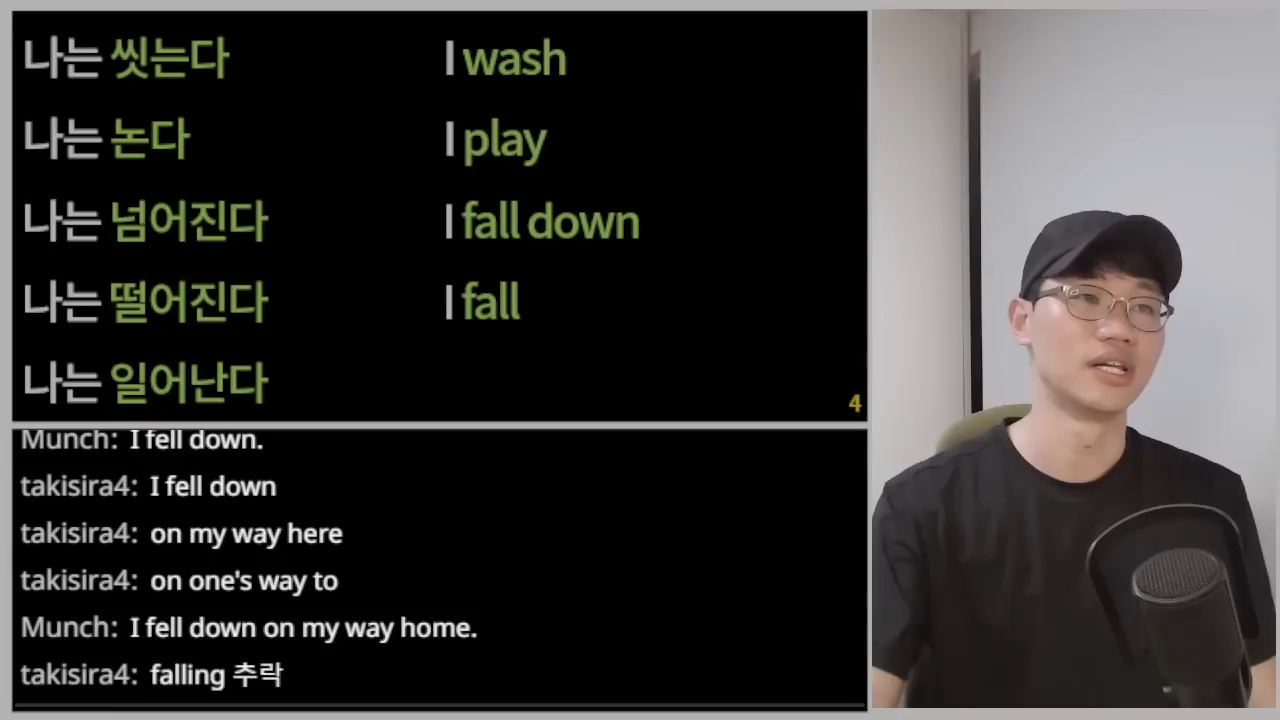 나는 씻는다 I wash
나는 논다 I play
나는 넘어진다 I fall down
나는 떨어진다 I fall
나는 일어난다
4
Munch: I fell down.
takisira4: I fell down
takisira4: on my way here
takisira4: on one's way to
Munch: I fell down on my way home.
takisira4: falling 추락